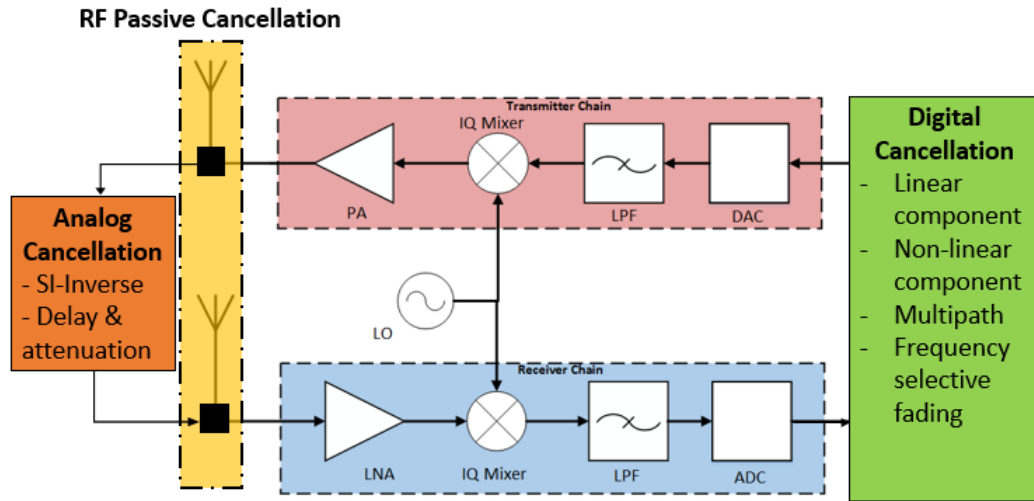 RF Passive Cancellation
Transmitter Chain
IQ Mixer
PA
LPF
DAC
Analog
Cancellation
- SI-Inverse
- Delay &
attenuation
LO
Receiver Chain
LNA
IQ Mixer
LPF
ADC
Digital
Cancellation
- Linear
component
- Non-linear
component
- Multipath
- Frequency
selective
fading